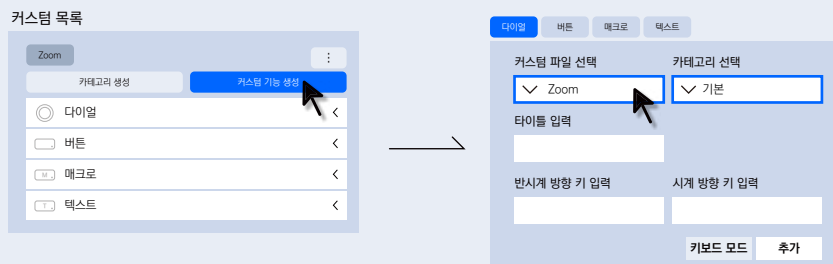 커스텀 목록
Zoom
카테고리 생성
커스텀 기능 생성
다이얼
버튼
M
매크로
T
텍스트
다이얼
버튼
매크로
텍스트
커스텀 파일 선택
카테고리 선택
Zoom
기본
타이틀 입력
반시계 방향 키 입력
시계 방향 키 입력
키보드 모드
추가